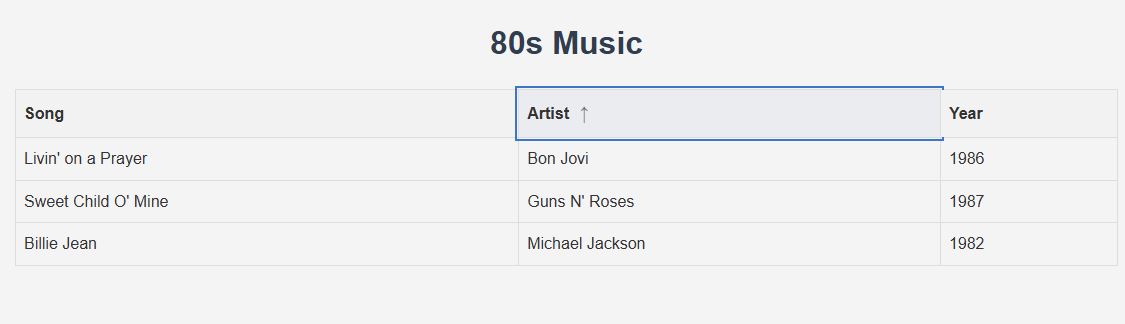 80s Music
Song Artist ↑ Year
Livin' on a Prayer Bon Jovi 1986
Sweet Child O' Mine Guns N' Roses 1987
Billie Jean Michael Jackson 1982